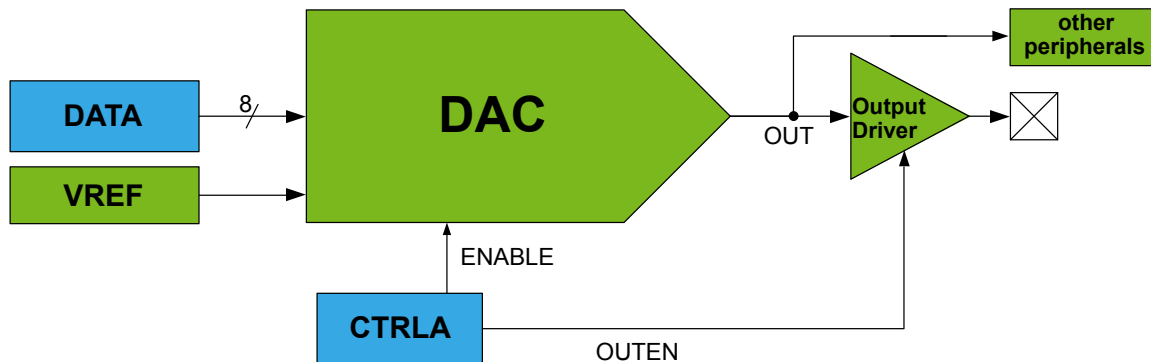 other
peripherals
DATA
8
DAC
Output
Driver
OUT
VREF
ENABLE
CTRLA
OUTEN